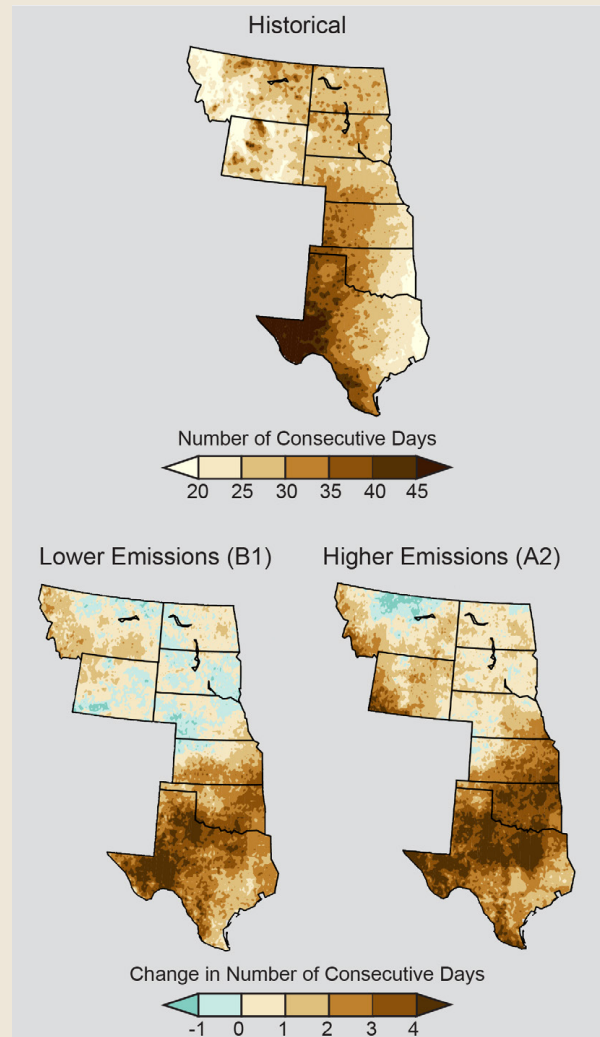 Historical
Number of Consecutive Days
20 25 30 35 40 45
Lower Emissions (B1) Higher Emissions (A2)
Change in Number of Consecutive Days
-1 0 1 2 3 4